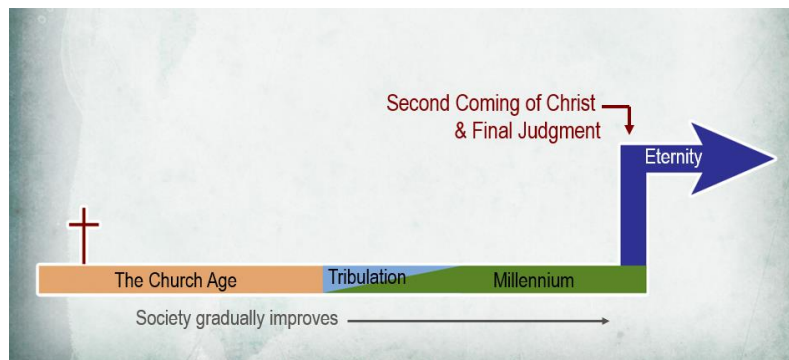 Second Coming of Christ
& Final Judgment
Eternity
The Church Age
Tribulation
Millennium
Society gradually improves